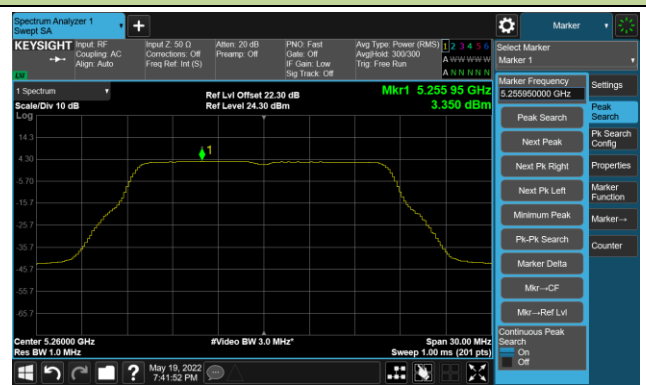 Spectrum Analyzer 1
Swept SA
Marker
KEYSIGHT
Input: RF
Coupling: AC
Align: Auto
Input Z: 50 Ω
Corrections: Off
Freq Ref: Int (S)
Atten: 20 dB
Preamp: Off
PNO: Fast
Gate: Off
IF Gain: Low
Sig Track: Off
Avg Type: Power (RMS)
Avg|Hold: 300/300
Trig: Free Run
1 2 3 4 5 6
A W W W W W
A N N N N N
LW
1 Spectrum
Scale/Div 10 dB
Ref Lvl Offset 22.30 dB
Ref Level 24.30 dBm
Mkr1 5.255 95 GHz
3.350 dBm
Log
14.3
4.30
-5.70
-15.7
-25.7
-35.7
-45.7
-55.7
-65.7
1
Center 5.26000 GHz
Res BW 1.0 MHz
#Video BW 3.0 MHz*
Span 30.00 MHz
Sweep 1.00 ms (201 pts)
Select Marker
Marker 1
Marker Frequency
5.255950000 GHz
Peak Search
Next Peak
Next Pk Right
Next Pk Left
Minimum Peak
Pk-Pk Search
Marker Delta
Mkr→CF
Mkr→Ref Lvl
Continuous Peak
Search
On
Off
Settings
Peak
Search
Pk Search
Config
Properties
Marker
Function
Marker→
Counter
?
May 19, 2022
7:41:52 PM